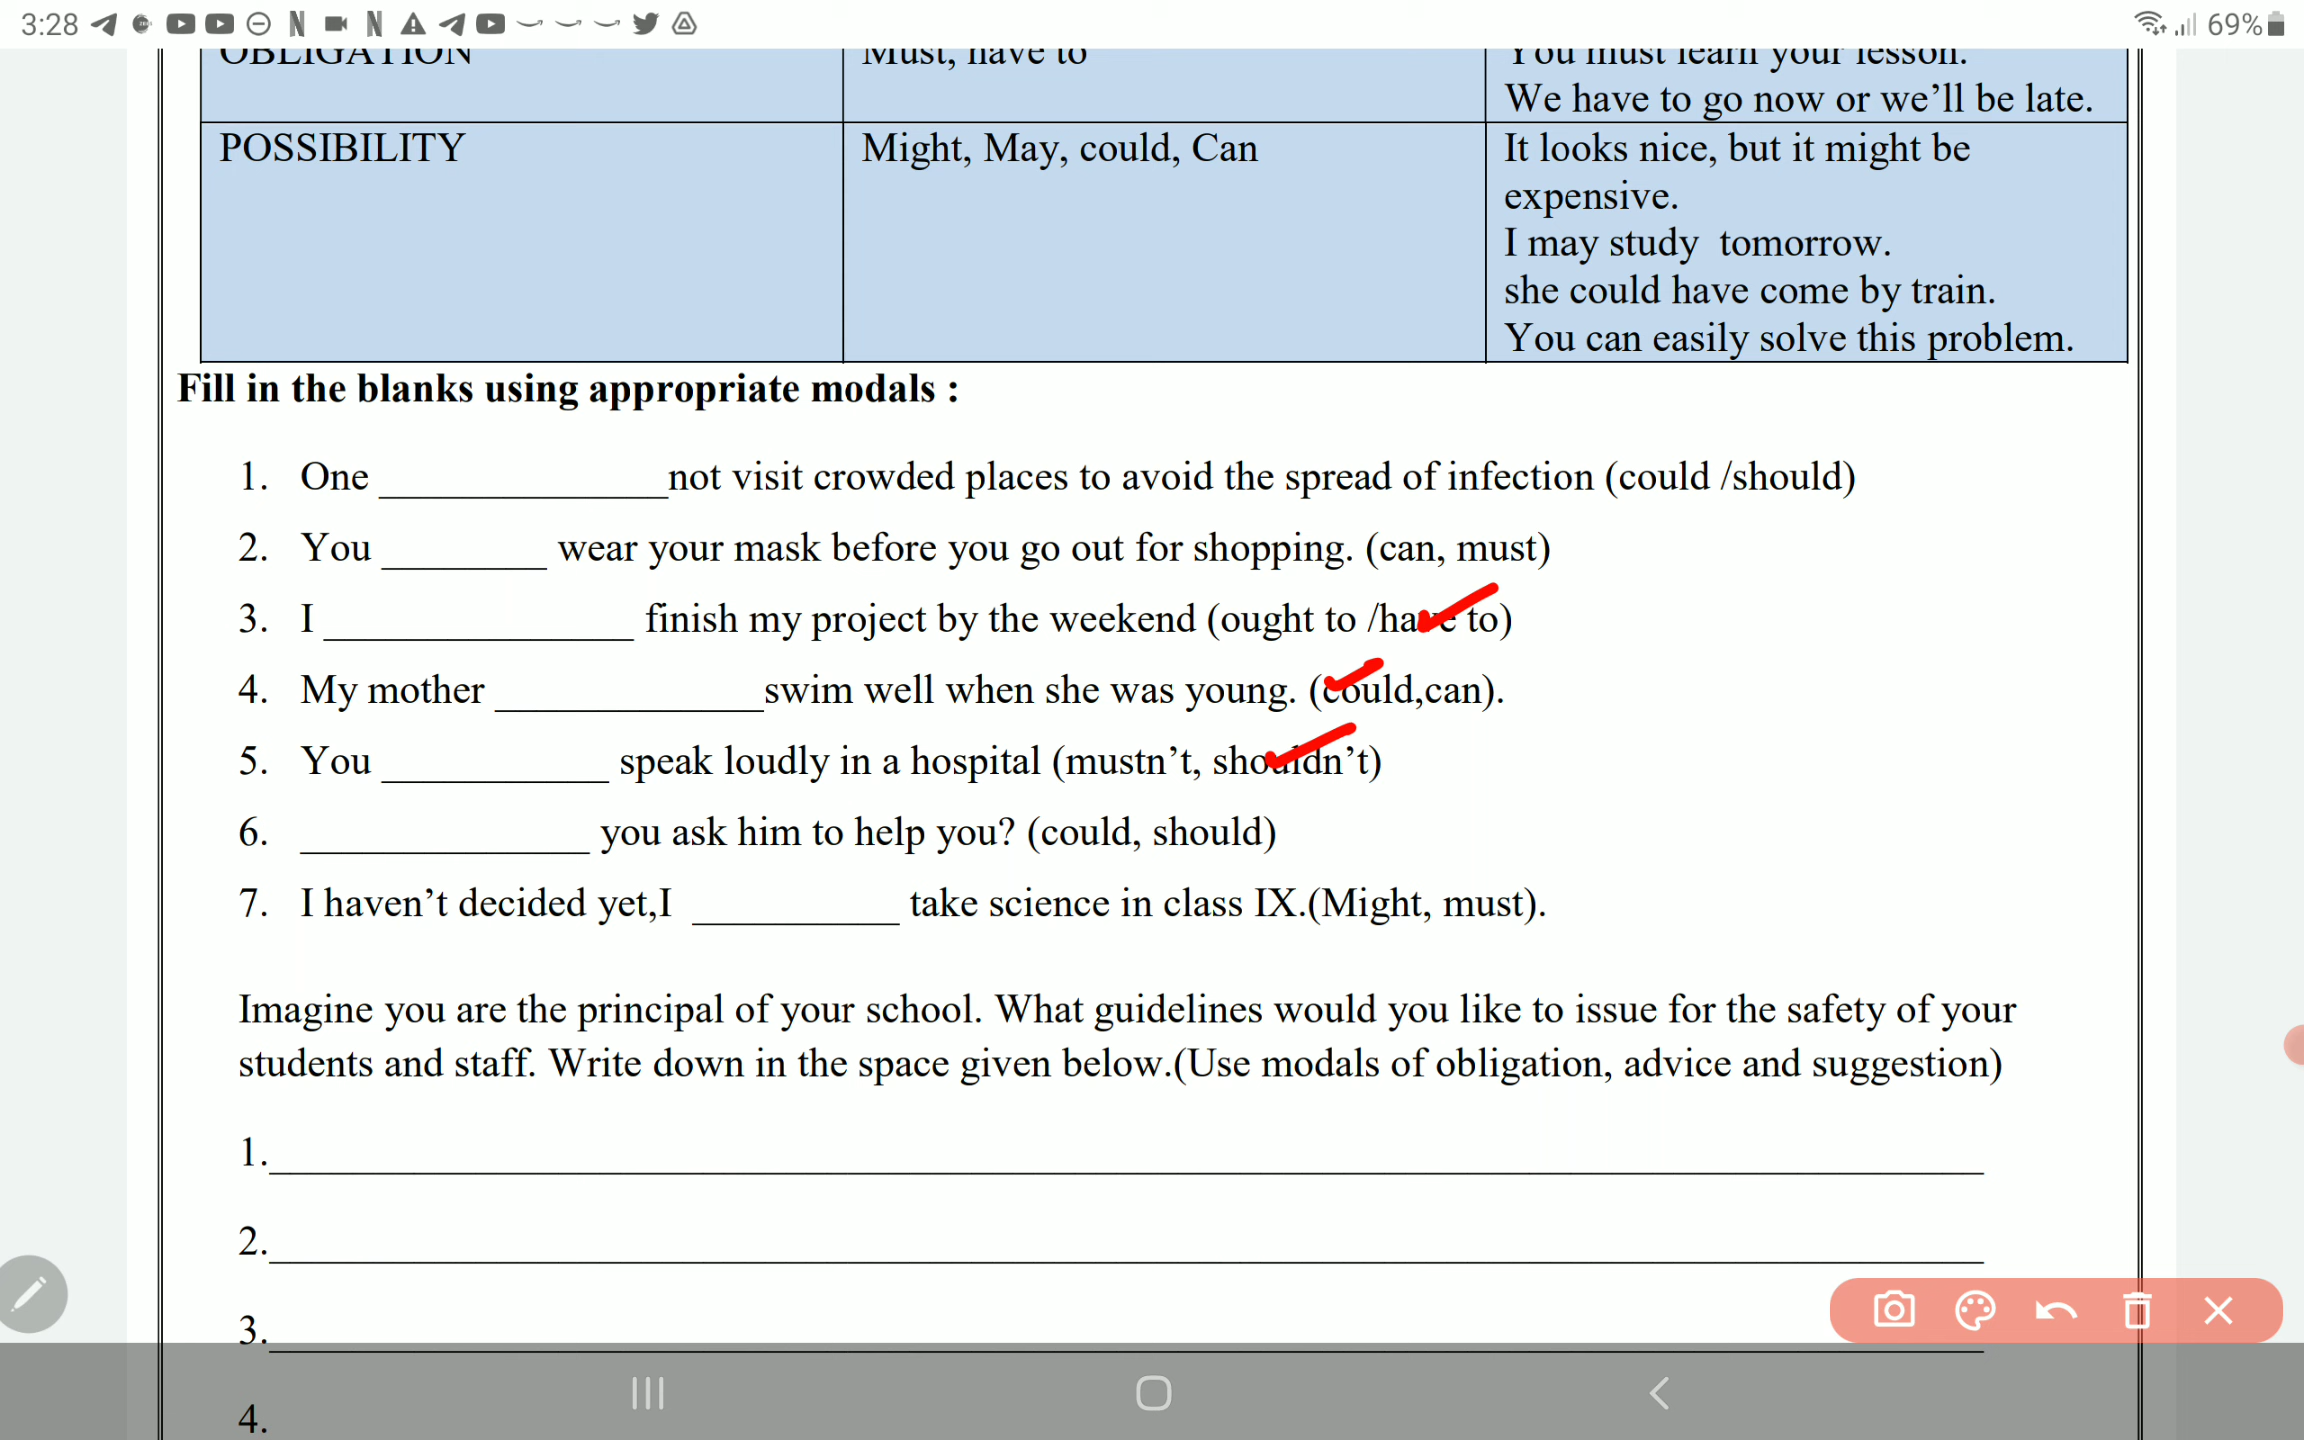 3:28 69%
OBLIGATION Must, have to You must learn your lesson.
We have to go now or we’ll be late.
POSSIBILITY Might, May, could, Can It looks nice, but it might be
expensive.
I may study tomorrow.
she could have come by train.
You can easily solve this problem.
Fill in the blanks using appropriate modals :
1. One ______________not visit crowded places to avoid the spread of infection (could /should)
2. You ________ wear your mask before you go out for shopping. (can, must)
3. I _______________ finish my project by the weekend (ought to /have to)
4. My mother _____________swim well when she was young. (could,can).
5. You ___________ speak loudly in a hospital (mustn’t, shouldn’t)
6. ______________ you ask him to help you? (could, should)
7. I haven’t decided yet,I __________ take science in class IX.(Might, must).
Imagine you are the principal of your school. What guidelines would you like to issue for the safety of your
students and staff. Write down in the space given below.(Use modals of obligation, advice and suggestion)
1.
2.
3.
4.